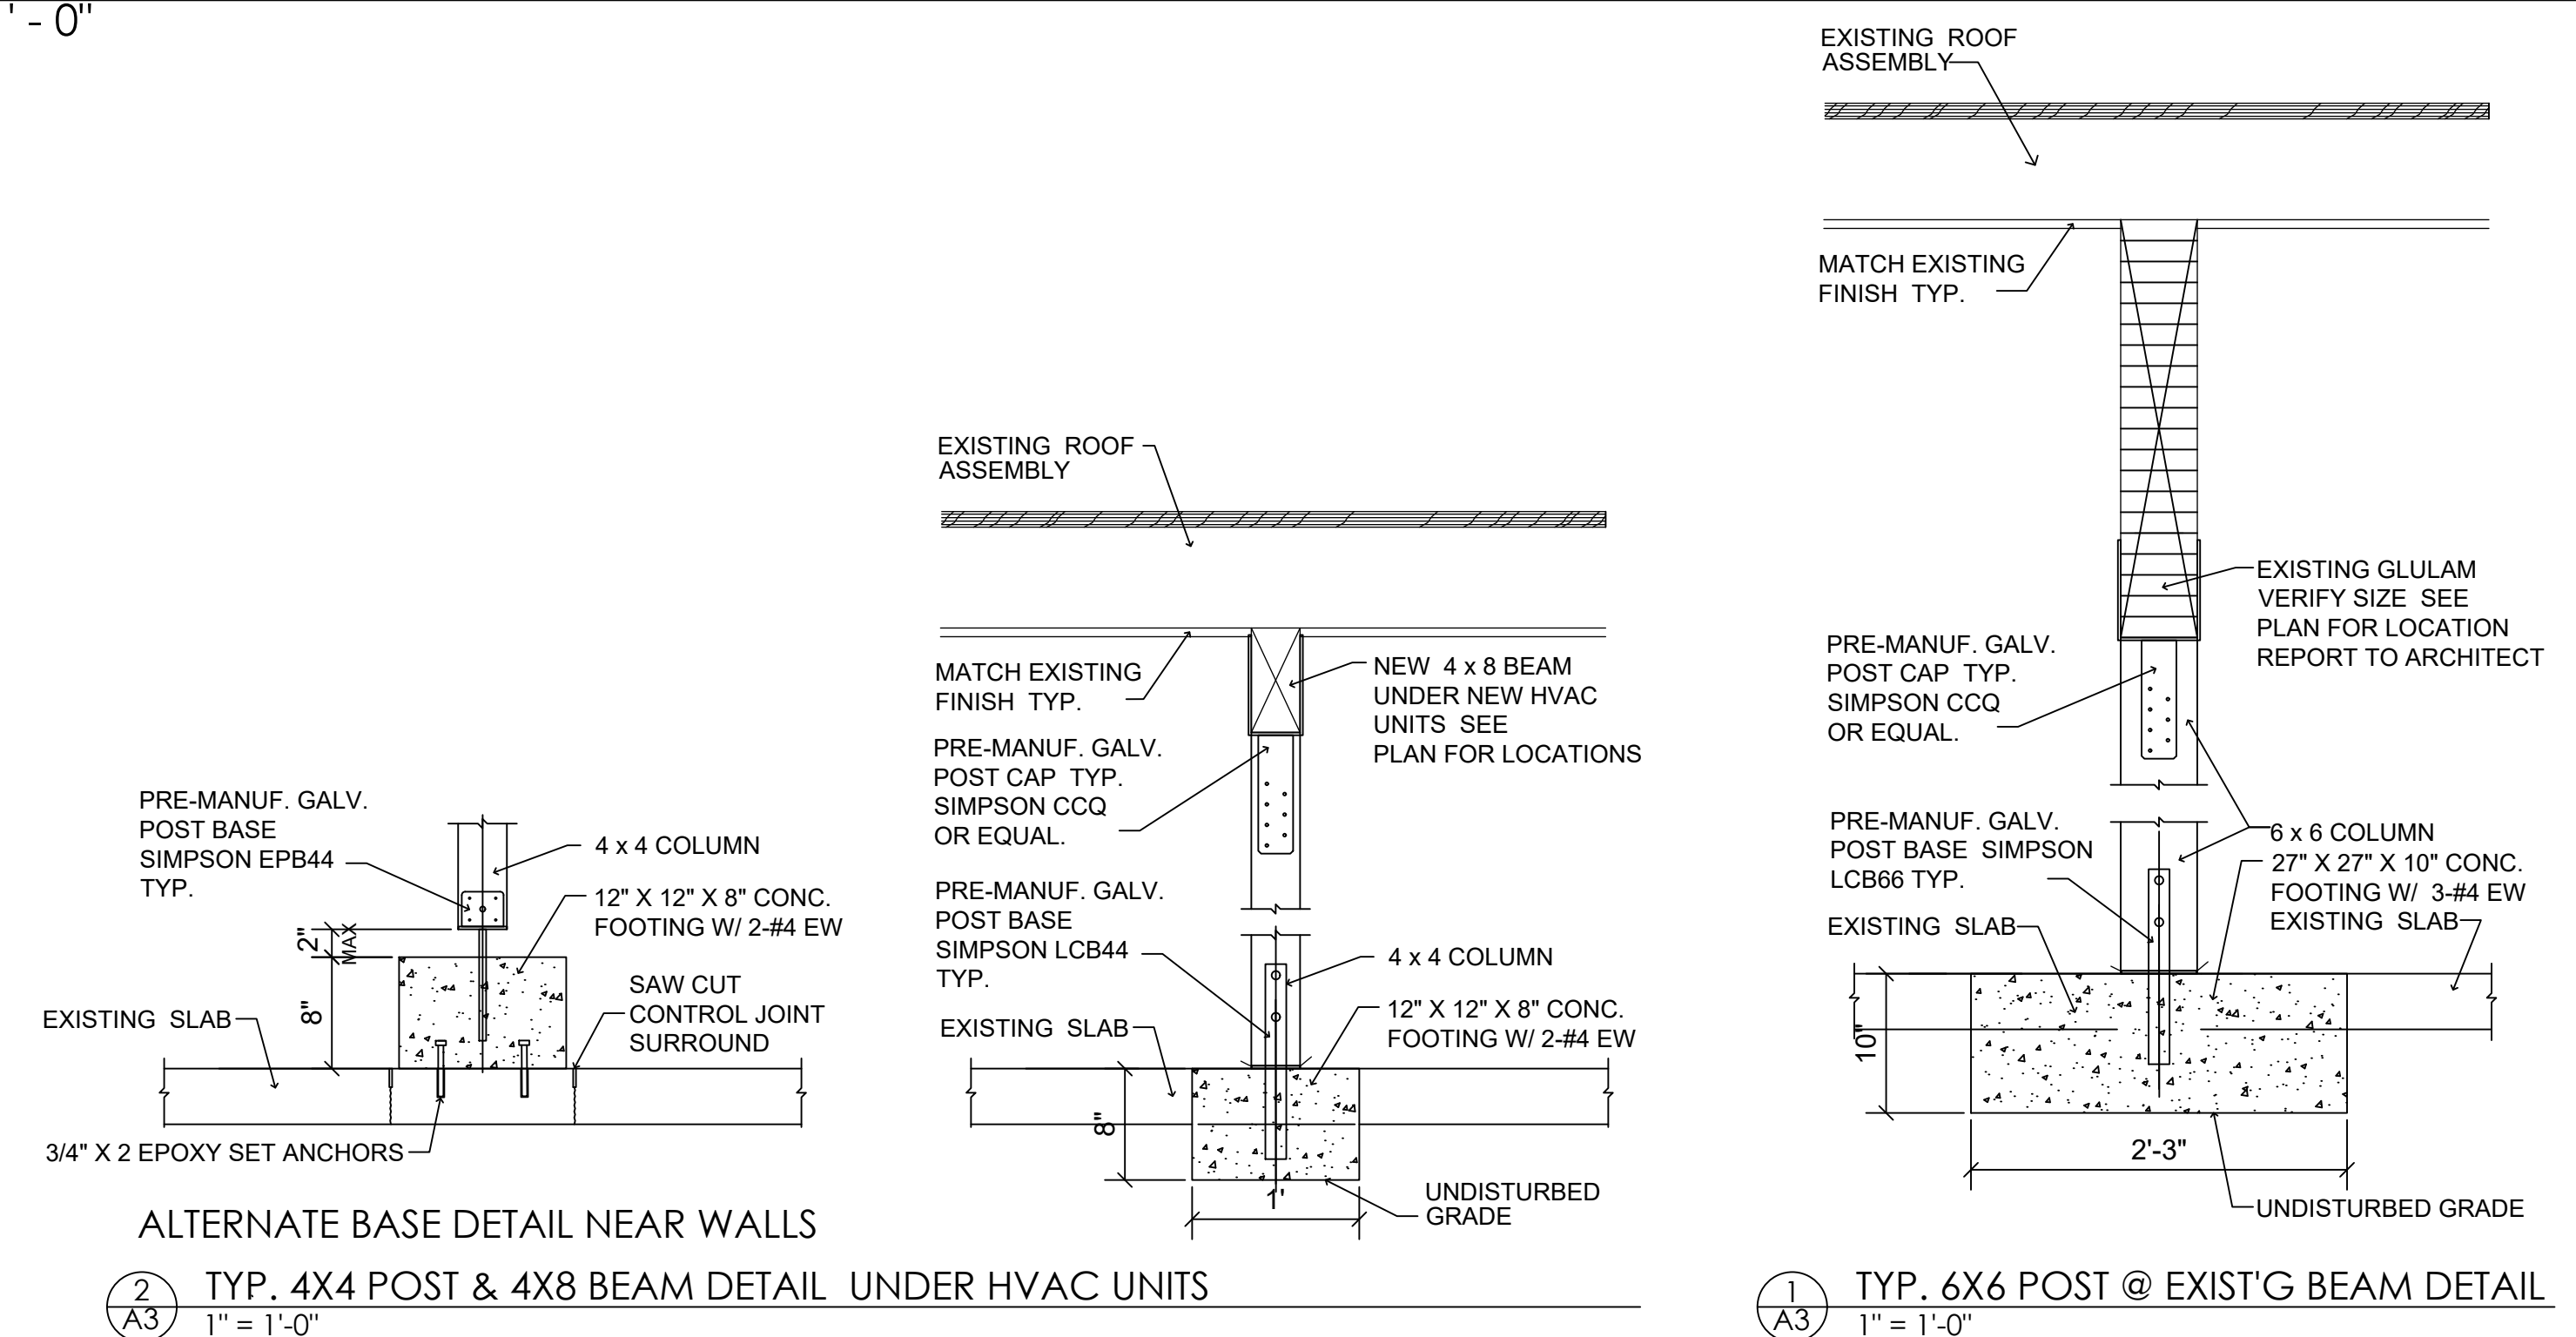 ' - 0"
PRE-MANUF. GALV.
POST BASE
SIMPSON EPB44
TYP.
4 x 4 COLUMN
12" X 12" X 8" CONC.
FOOTING W/ 2-#4 EW
2"
MAX
8"
SAW CUT
CONTROL JOINT
SURROUND
EXISTING SLAB
3/4" X 2 EPOXY SET ANCHORS
ALTERNATE BASE DETAIL NEAR WALLS
EXISTING ROOF
ASSEMBLY
MATCH EXISTING
FINISH TYP.
NEW 4 x 8 BEAM
UNDER NEW HVAC
UNITS SEE
PLAN FOR LOCATIONS
PRE-MANUF. GALV.
POST CAP TYP.
SIMPSON CCQ
OR EQUAL.
PRE-MANUF. GALV.
POST BASE
SIMPSON LCB44
TYP.
4 x 4 COLUMN
12" X 12" X 8" CONC.
FOOTING W/ 2-#4 EW
EXISTING SLAB
8"
1'
UNDISTURBED
GRADE
2
A3
TYP. 4X4 POST & 4X8 BEAM DETAIL UNDER HVAC UNITS
1" = 1'-0"
EXISTING ROOF
ASSEMBLY
MATCH EXISTING
FINISH TYP.
EXISTING GLULAM
VERIFY SIZE SEE
PLAN FOR LOCATION
REPORT TO ARCHITECT
PRE-MANUF. GALV.
POST CAP TYP.
SIMPSON CCQ
OR EQUAL.
PRE-MANUF. GALV.
POST BASE SIMPSON
LCB66 TYP.
EXISTING SLAB
6 x 6 COLUMN
27" X 27" X 10" CONC.
FOOTING W/ 3-#4 EW
EXISTING SLAB
10"
2'-3"
UNDISTURBED GRADE
1
A3
TYP. 6X6 POST @ EXIST'G BEAM DETAIL
1" = 1'-0"